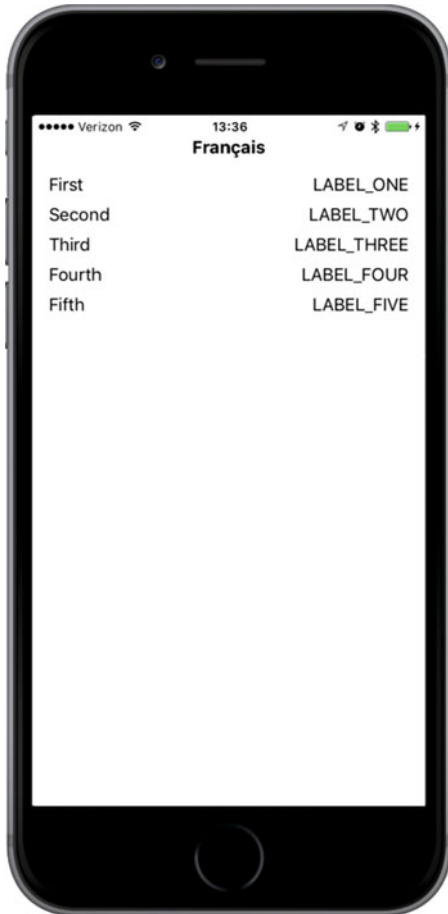 Verizon 13:36
Français
First LABEL_ONE
Second LABEL_TWO
Third LABEL_THREE
Fourth LABEL_FOUR
Fifth LABEL_FIVE